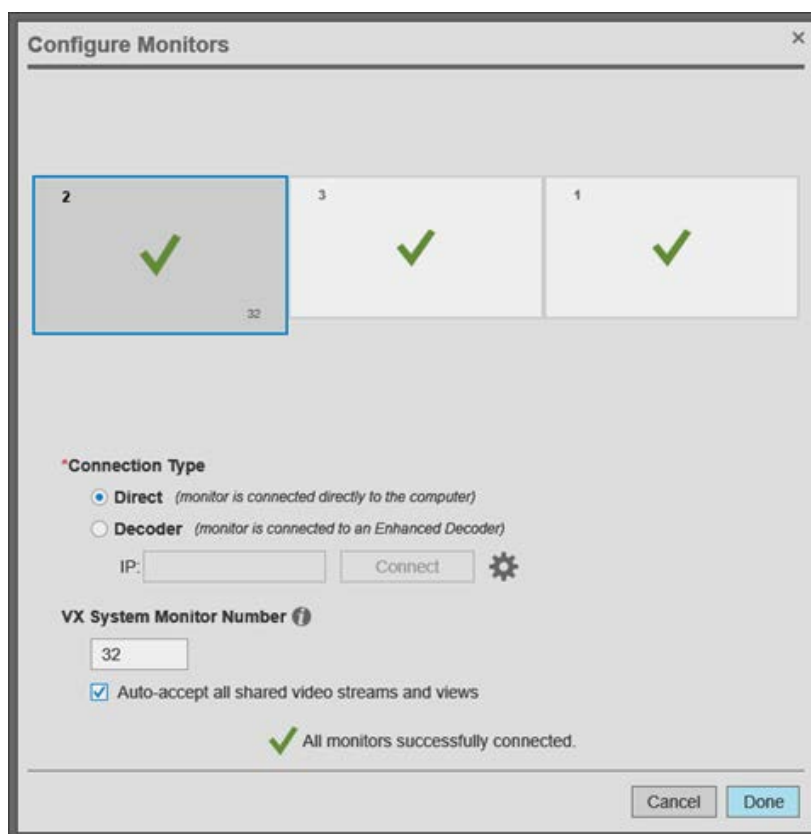 Configure Monitors
2
3
1
32
*Connection Type
Direct (monitor is connected directly to the computer)
Decoder (monitor is connected to an Enhanced Decoder)
IP: Connect
VX System Monitor Number
32
Auto-accept all shared video streams and views
All monitors successfully connected.
Cancel Done